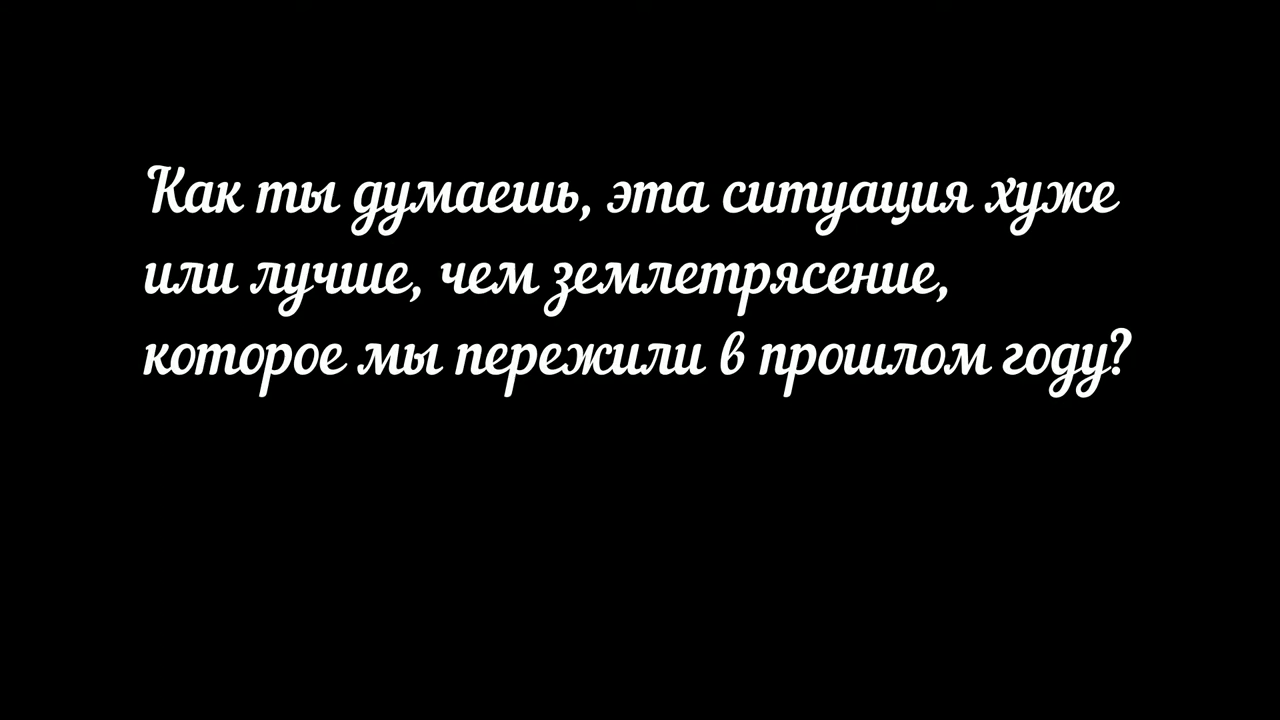 Как ты думаешь, эта ситуация хуже
или лучше, чем землетрясение,
которое мы пережили в прошлом году?